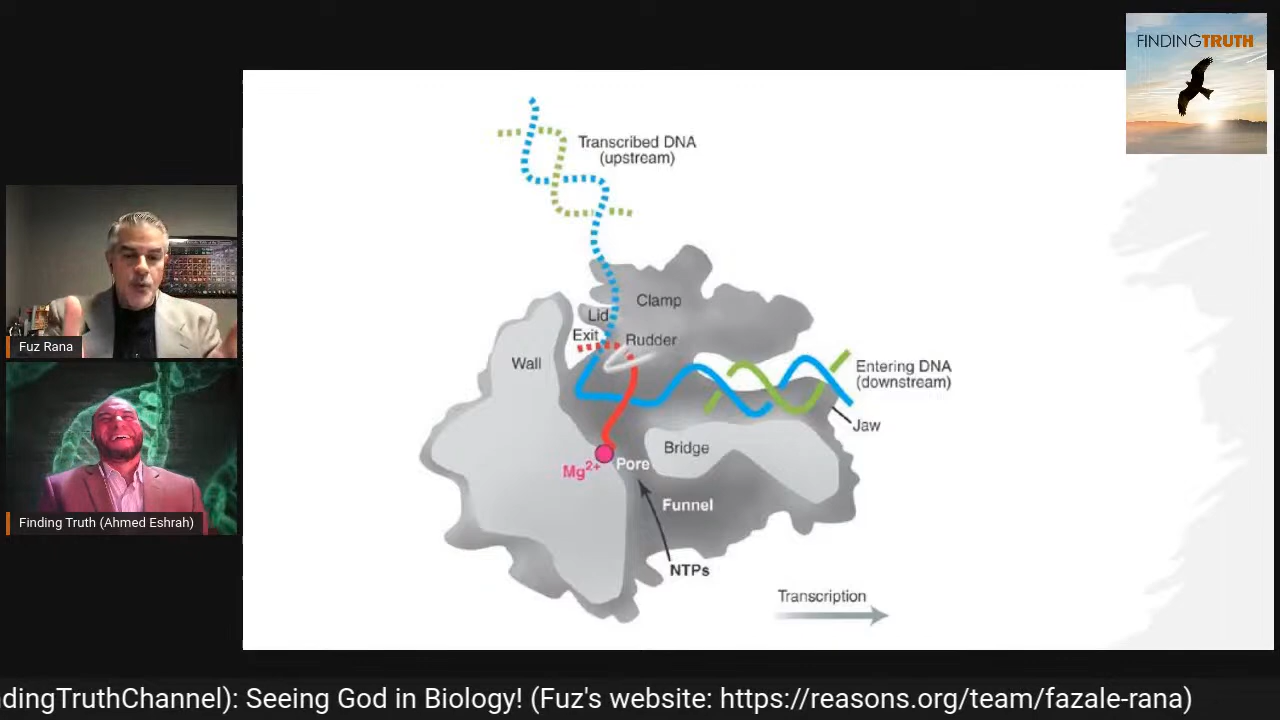 FINDINGTRUTH
Transcribed DNA
(upstream)
Clamp
Lid
Exit
Rudder
Wall
Entering DNA
(downstream)
Jaw
Bridge
Mg2+
Pore
Funnel
NTPs
Transcription
Fuz Rana
Finding Truth (Ahmed Eshrah)
ndingTruthChannel): Seeing God in Biology! (Fuz's website: https://reasons.org/team/fazale-rana)